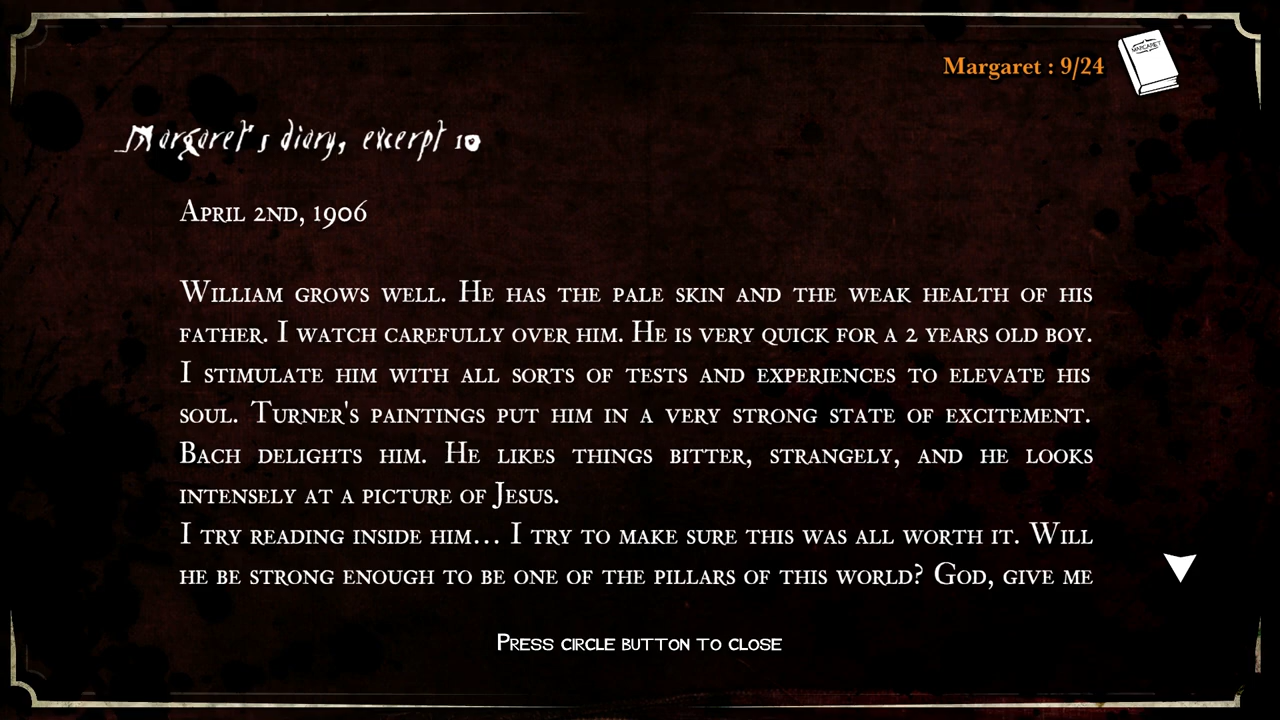 Margaret : 9/24
MARGARET
Margaret's diary, excerpt 10
April 2nd, 1906
William grows well. He has the pale skin and the weak health of his
father. I watch carefully over him. He is very quick for a 2 years old boy.
I stimulate him with all sorts of tests and experiences to elevate his
soul. Turner's paintings put him in a very strong state of excitement.
Bach delights him. He likes things bitter, strangely, and he looks
intensely at a picture of Jesus.
I try reading inside him... I try to make sure this was all worth it. Will
he be strong enough to be one of the pillars of this world? God, give me
Press circle button to close